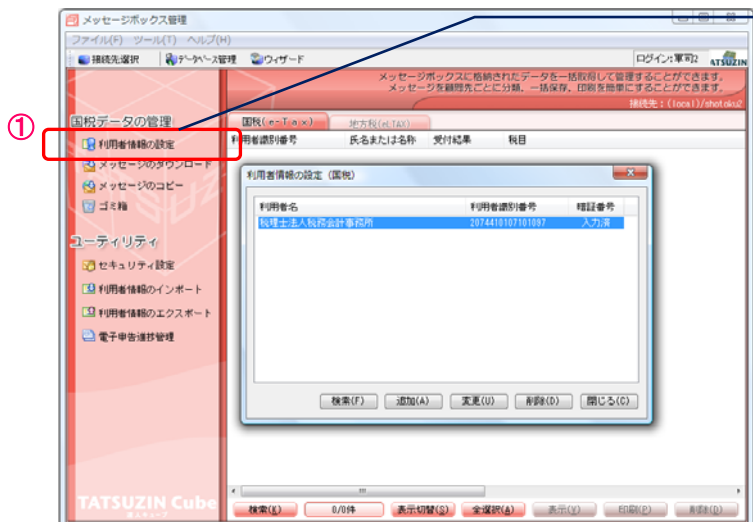 メッセージボックス管理
ファイル(F) ツール(T) ヘルプ(H)
接続先選択 データベース管理 ウィザード ログイン:軍司2 ATSUZIN
メッセージボックスに格納されたデータを一括取得して管理することができます。
メッセージを顧問先ごとに分類、一括保存、印刷を簡単にすることができます。
接続先:(local)/shotoku2
国税データの管理
国税(e-Tax) 地方税(eLTAX)
①
利用者情報の設定
利用者識別番号 氏名または名称 受付結果 税目
メッセージのダウンロード
メッセージのコピー
ゴミ箱
ユーティリティ
セキュリティ設定
利用者情報のインポート
利用者情報のエクスポート
電子申告進捗管理
利用者情報の設定(国税)
利用者名 利用者識別番号 暗証番号
税理士法人税務会計事務所 2074410107101097 入力済
検索(F) 追加(A) 変更(U) 削除(D) 閉じる(C)
TATSUZIN Cube
達人キューブ
検索(K) 0/0件 表示切替(S) 全選択(A) 表示(V) 印刷(P) 削除(D)